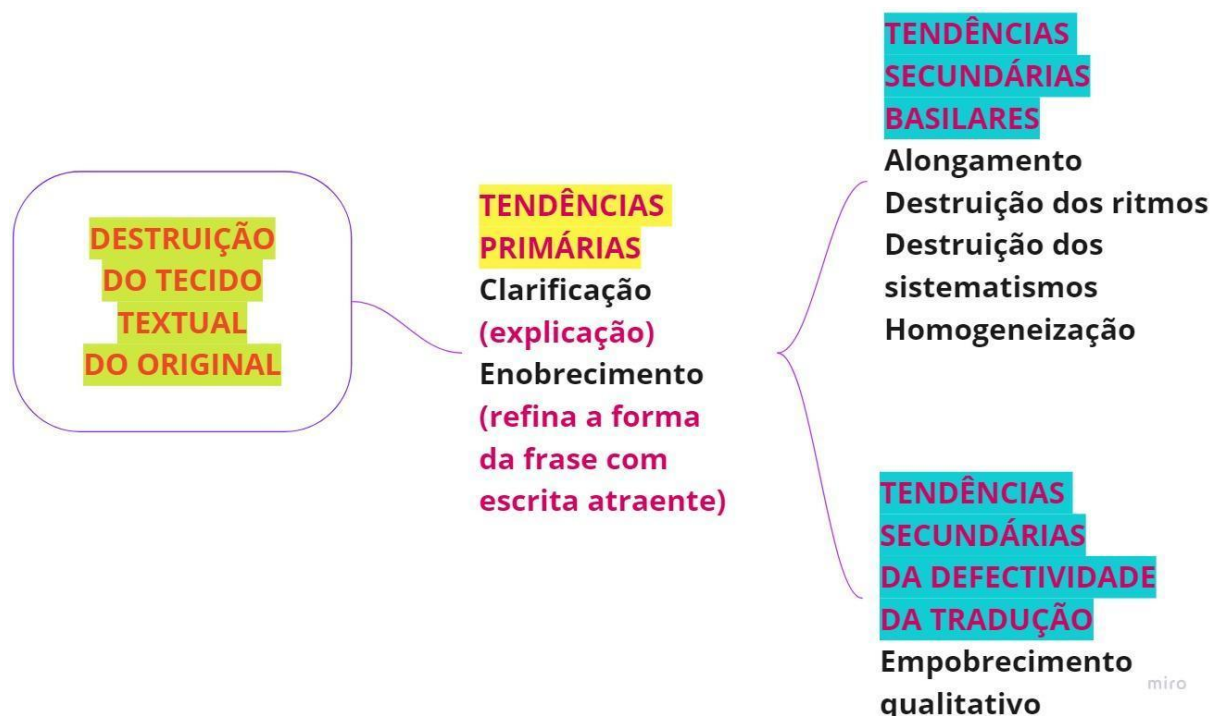 DESTRUIÇÃO
DO TECIDO
TEXTUAL
DO ORIGINAL
TENDÊNCIAS
PRIMÁRIAS
Clarificação
(explicação)
Enobrecimento
(refina a forma
da frase com
escrita atraente)
TENDÊNCIAS
SECUNDÁRIAS
BASILARES
Alongamento
Destruição dos ritmos
Destruição dos
sistematismos
Homogeneização
TENDÊNCIAS
SECUNDÁRIAS
DA DEFECTIVIDADE
DA TRADUÇÃO
Empobrecimento
qualitativo
miro